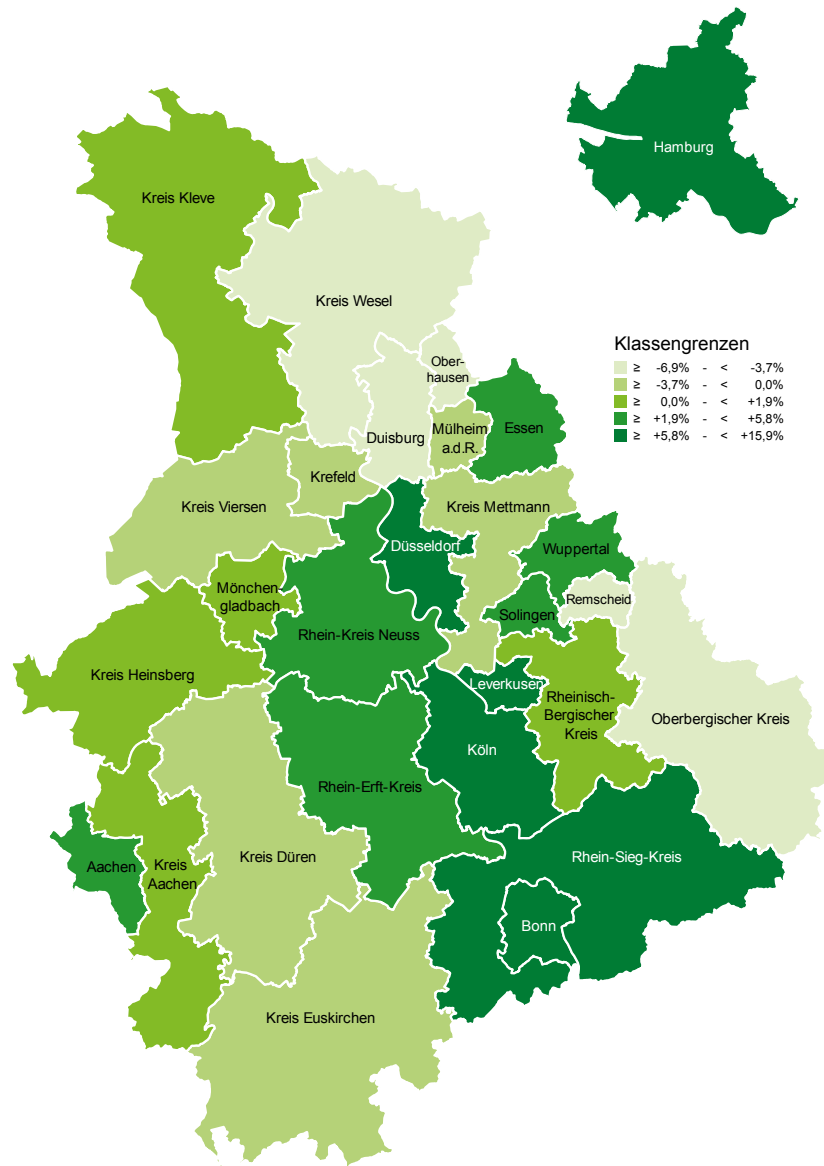 Hamburg
Kreis Kleve
Kreis Wesel
Klassengrenzen
≥ -6,9% - < -3,7%
≥ -3,7% - < 0,0%
≥ 0,0% - < +1,9%
≥ +1,9% - < +5,8%
≥ +5,8% - < +15,9%
Ober-
hausen
Duisburg
Mülheim
a.d.R.
Essen
Krefeld
Kreis Viersen
Kreis Mettmann
Düsseldorf
Wuppertal
Mönchen
gladbach
Remscheid
Solingen
Rhein-Kreis Neuss
Kreis Heinsberg
Leverkusen
Rheinisch-
Bergischer
Kreis
Oberbergischer Kreis
Köln
Rhein-Erft-Kreis
Kreis Düren
Rhein-Sieg-Kreis
Aachen
Kreis
Aachen
Bonn
Kreis Euskirchen